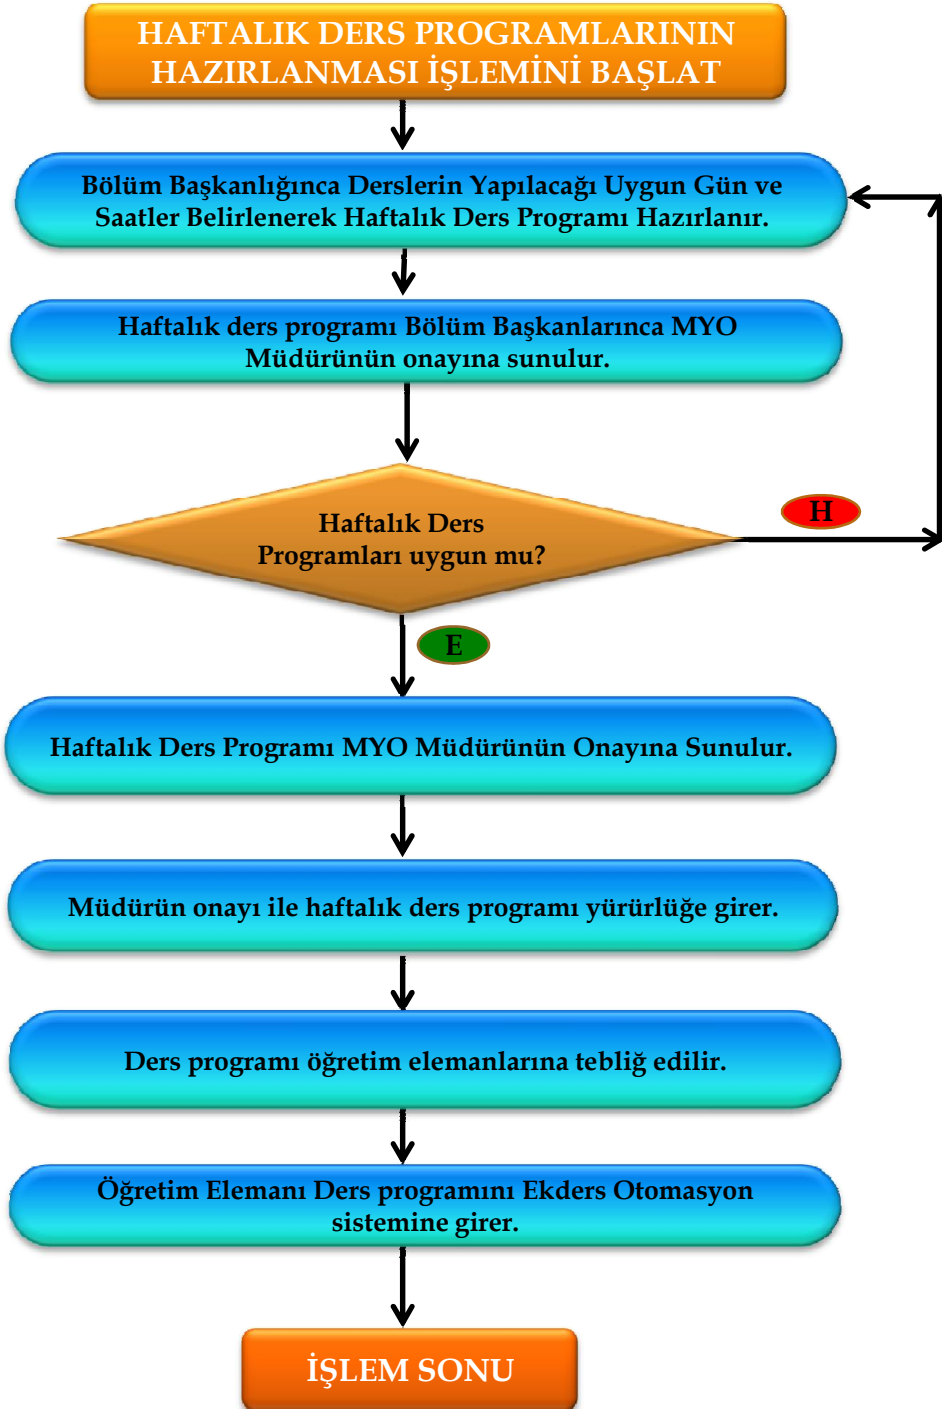 HAFTALIK DERS PROGRAMLARININ
HAZIRLANMASI İŞLEMİNİ BAŞLAT
Bölüm Başkanlığınca Derslerin Yapılacağı Uygun Gün ve
Saatler Belirlenerek Haftalık Ders Programı Hazırlanır.
Haftalık ders programı Bölüm Başkanlarınca MYO
Müdürünün onayına sunulur.
Haftalık Ders
Programları uygun mu?
H
E
Haftalık Ders Programı MYO Müdürünün Onayına Sunulur.
Müdürün onayı ile haftalık ders programı yürürlüğe girer.
Ders programı öğretim elemanlarına tebliğ edilir.
Öğretim Elemanı Ders programını Ekders Otomasyon
sistemine girer.
İŞLEM SONU